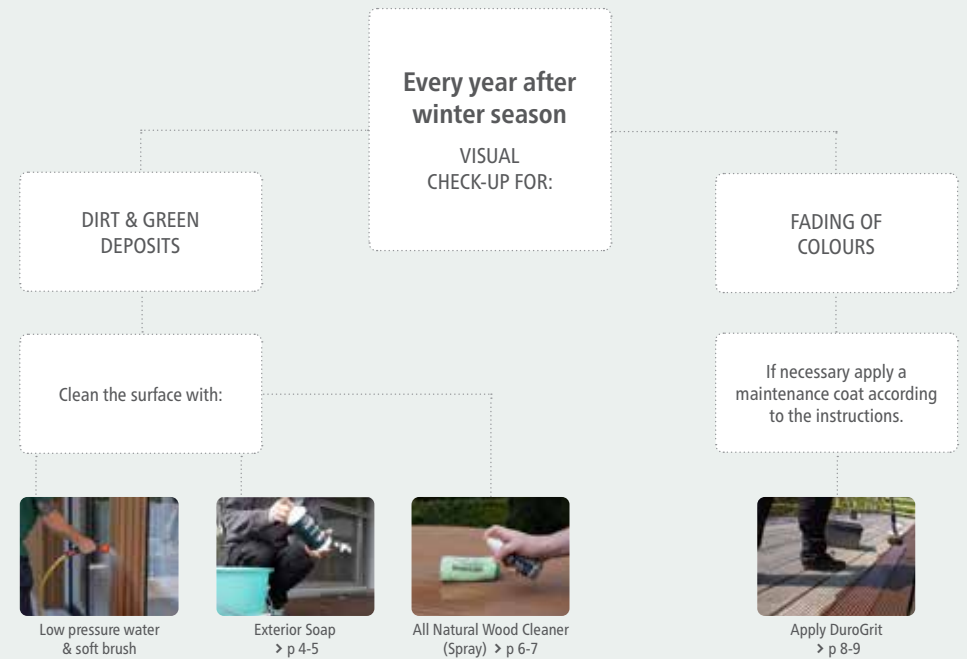 Every year after
winter season
VISUAL
CHECK-UP FOR:
DIRT & GREEN
DEPOSITS
FADING OF
COLOURS
Clean the surface with:
If necessary apply a
maintenance coat according
to the instructions.
Low pressure water
& soft brush
Exterior Soap
> p 4-5
All Natural Wood Cleaner
(Spray) > p 6-7
Apply DuroGrit
> p 8-9